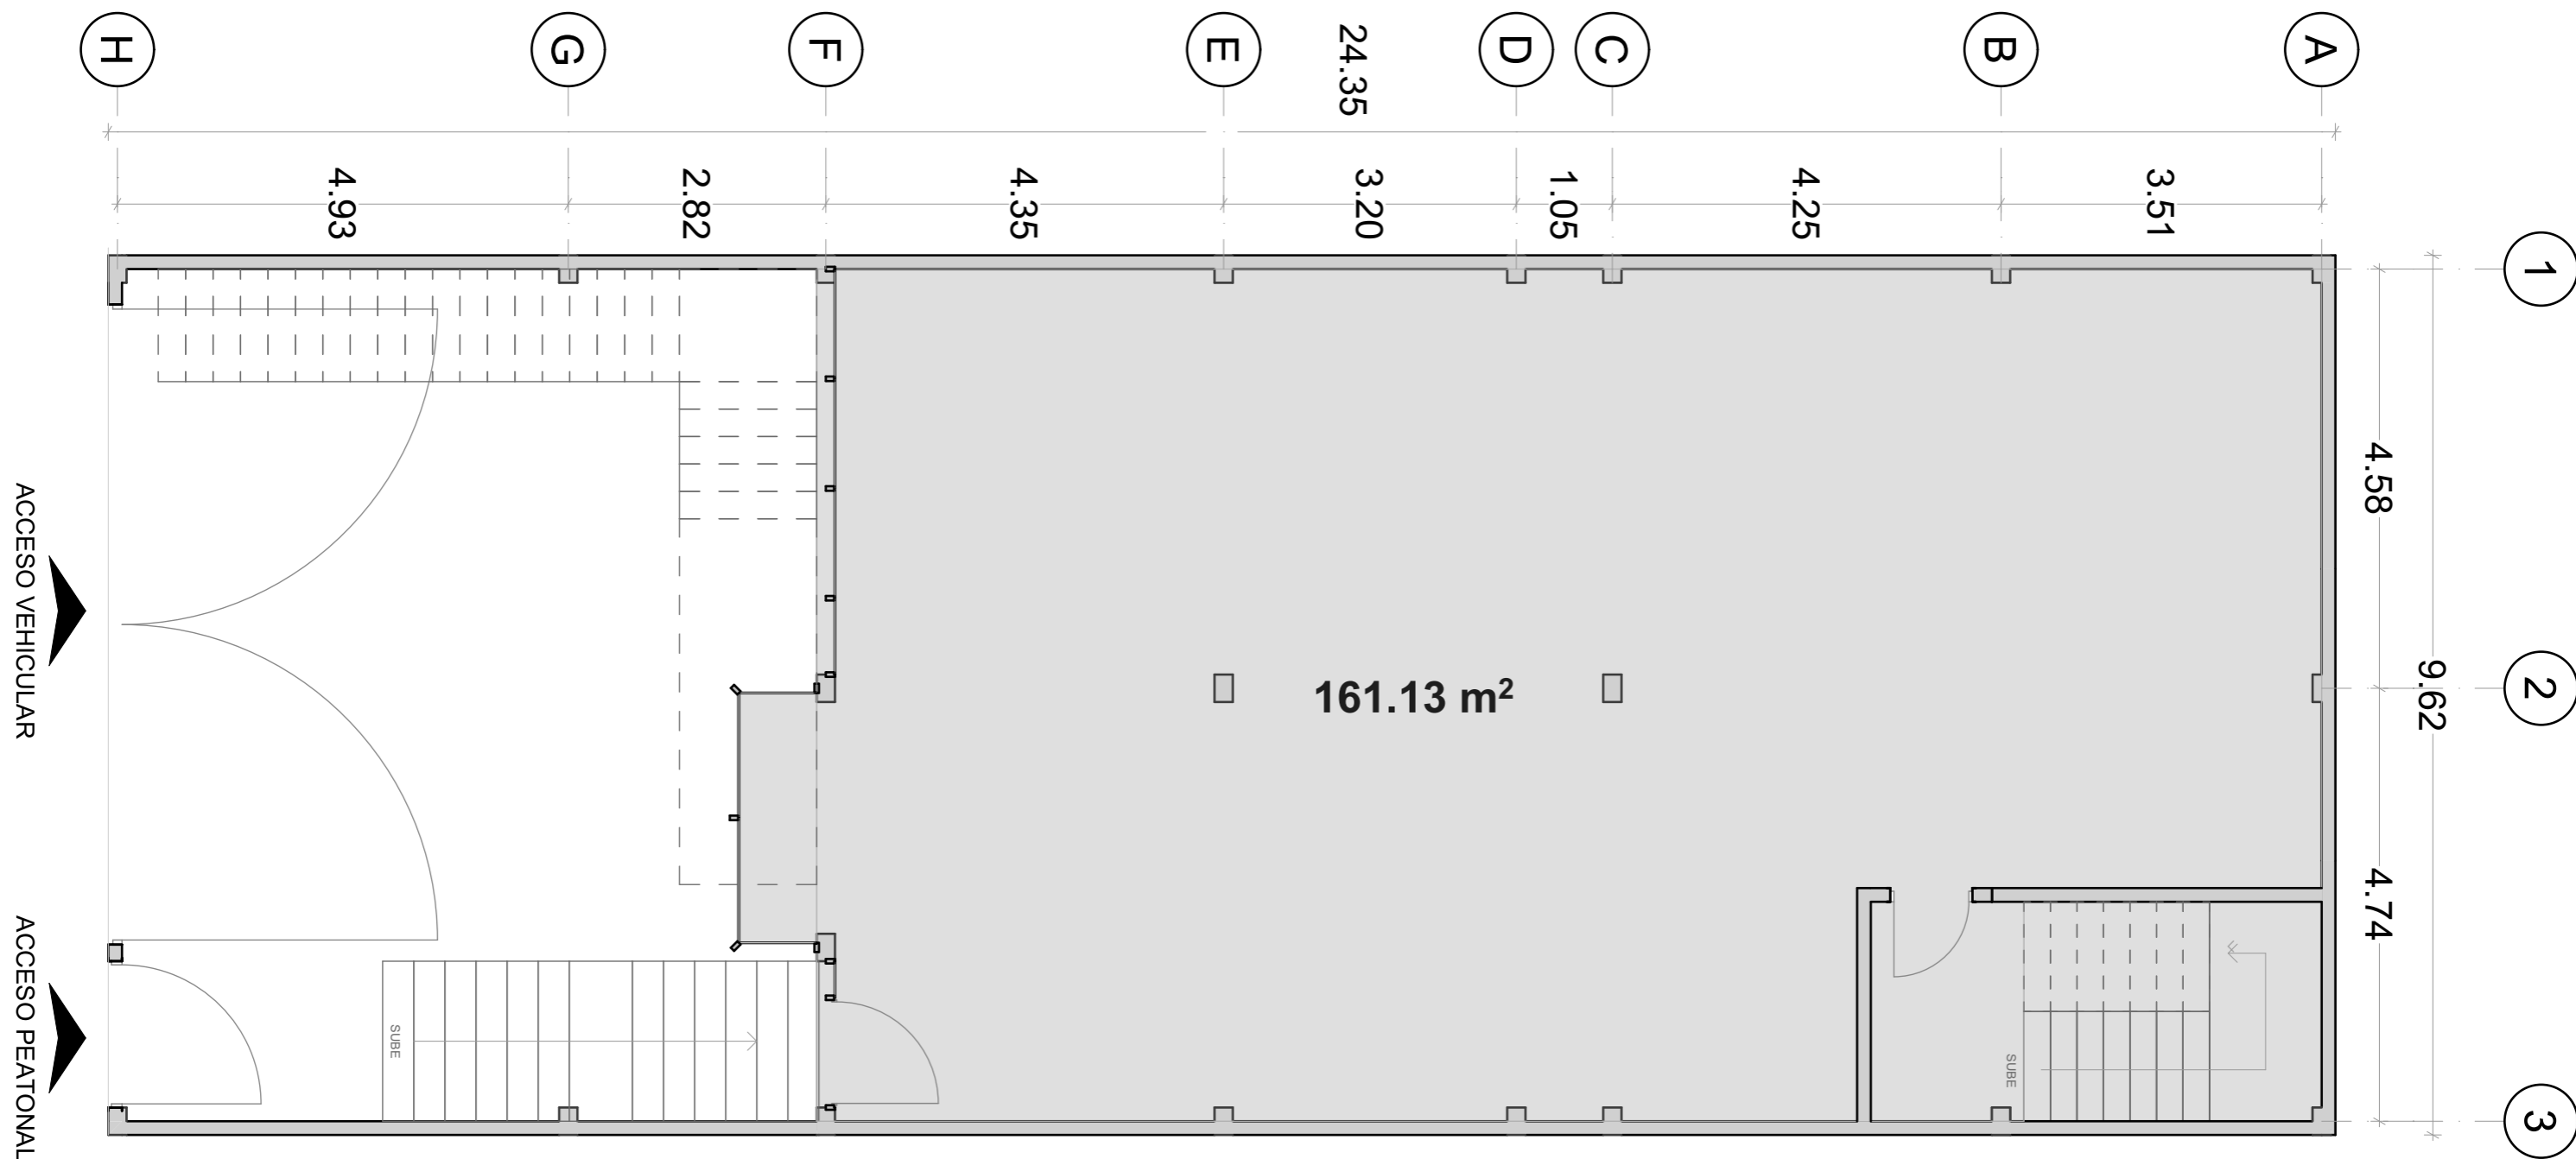 H
G
F
E
D
C
B
A
24.35
4.93
2.82
4.35
3.20
1.05
4.25
3.51
1
4.58
2
9.62
4.74
3
161.13 m²
ACCESO VEHICULAR
ACCESO PEATONAL
SUBE
SUBE